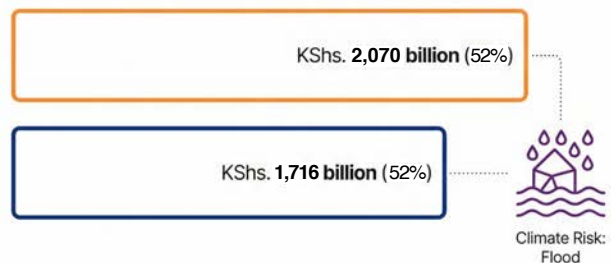 KShs. 2,070 billion (52%)
KShs. 1,716 billion (52%)
Climate Risk:
Flood